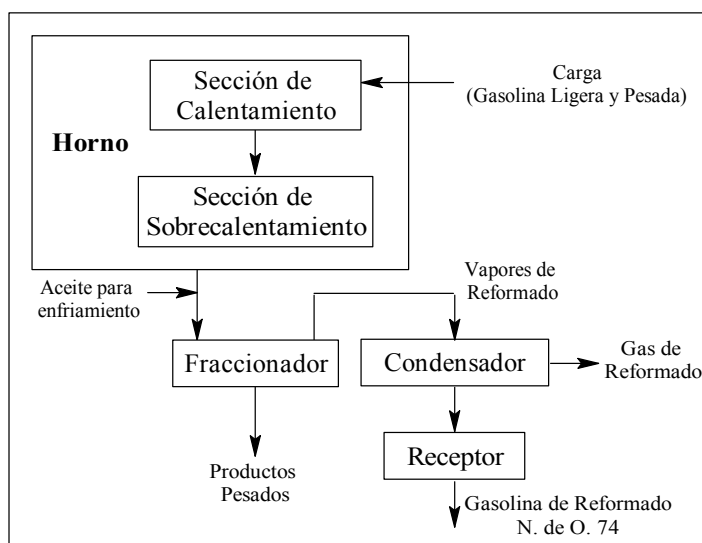 Sección de
Calentamiento
Carga
(Gasolina Ligera y Pesada)
Horno
Sección de
Sobrecalentamiento
Aceite para
enfriamiento
Vapores de
Reformado
Fraccionador
Condensador
Gas de
Reformado
Receptor
Productos
Pesados
Gasolina de Reformado
N. de O. 74